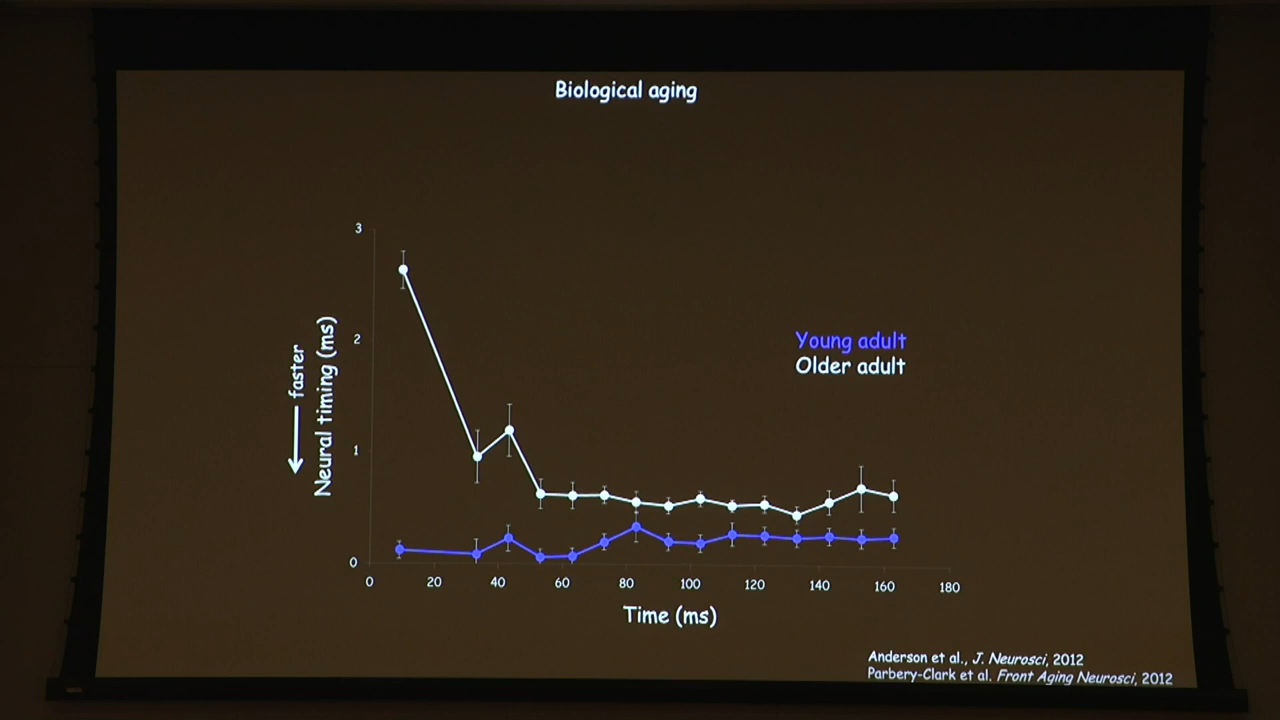 Biological aging
3
2
1
0
faster
Neural timing (ms)
Young adult
Older adult
0 20 40 60 80 100 120 140 160 180
Time (ms)
Anderson et al., J. Neurosci, 2012
Parbery-Clark et al. Front Aging Neurosci, 2012